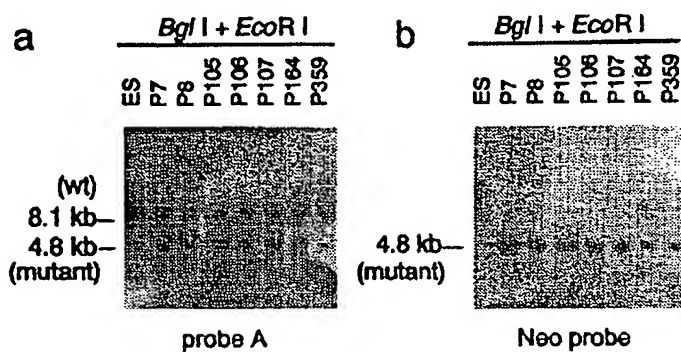 a
Bgl I + EcoR I
ES P7 P8 P105 P106 P107 P164 P359
(wt)
8.1 kb
4.8 kb
(mutant)
probe A
b
Bgl I + EcoR I
ES P7 P8 P105 P106 P107 P164 P359
4.8 kb
(mutant)
Neo probe